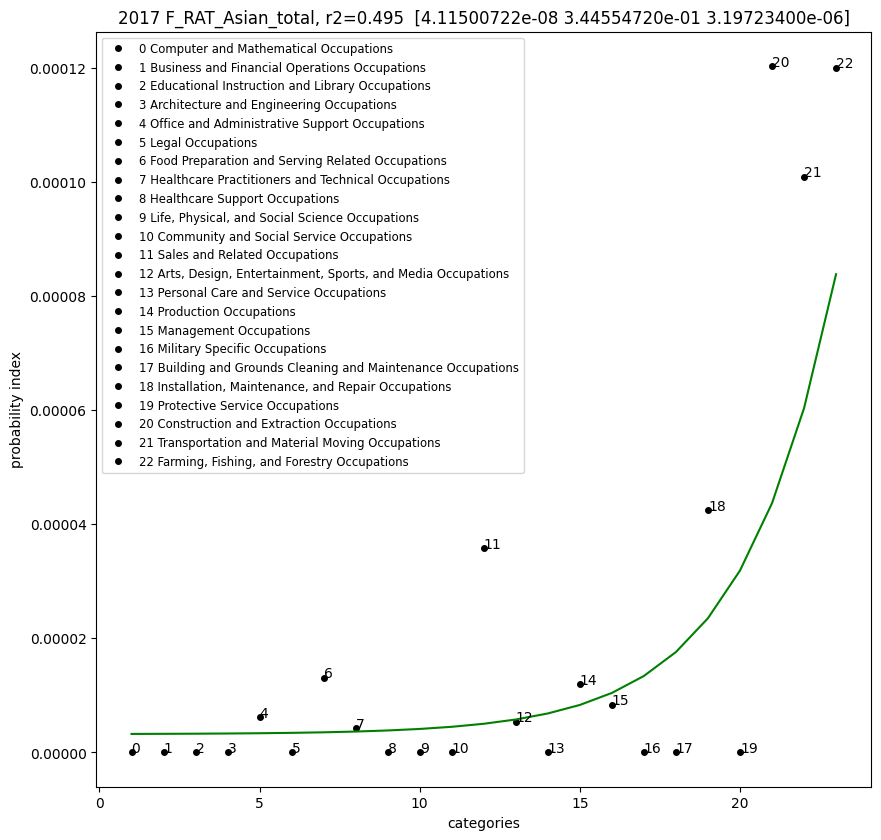 2017 F_RAT_Asian_total, r2=0.495  [4.11500722e-08 3.44554720e-01 3.19723400e-06]
0 Computer and Mathematical Occupations
1 Business and Financial Operations Occupations
2 Educational Instruction and Library Occupations
3 Architecture and Engineering Occupations
4 Office and Administrative Support Occupations
5 Legal Occupations
6 Food Preparation and Serving Related Occupations
7 Healthcare Practitioners and Technical Occupations
8 Healthcare Support Occupations
9 Life, Physical, and Social Science Occupations
10 Community and Social Service Occupations
11 Sales and Related Occupations
12 Arts, Design, Entertainment, Sports, and Media Occupations
13 Personal Care and Service Occupations
14 Production Occupations
15 Management Occupations
16 Military Specific Occupations
17 Building and Grounds Cleaning and Maintenance Occupations
18 Installation, Maintenance, and Repair Occupations
19 Protective Service Occupations
20 Construction and Extraction Occupations
21 Transportation and Material Moving Occupations
22 Farming, Fishing, and Forestry Occupations
probability index
0.00012
0.00010
0.00008
0.00006
0.00004
0.00002
0.00000
0
1
2
3
4
5
6
7
8
9
10
11
12
13
14
15
16
17
18
19
20
21
22
0
5
10
15
20
categories